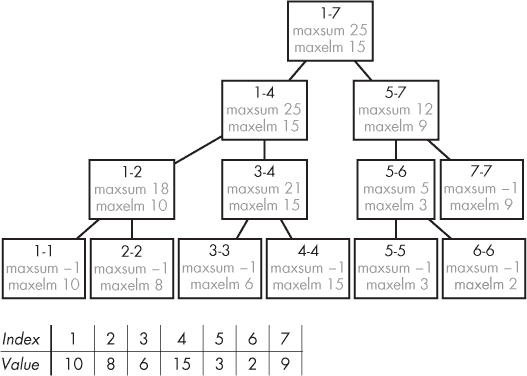 1-7
maxsum 25
maxelm 15
1-4
maxsum 25
maxelm 15
5-7
maxsum 12
maxelm 9
1-2
maxsum 18
maxelm 10
3-4
maxsum 21
maxelm 15
5-6
maxsum 5
maxelm 3
7-7
maxsum –1
maxelm 9
1-1
maxsum –1
maxelm 10
2-2
maxsum –1
maxelm 8
3-3
maxsum –1
maxelm 6
4-4
maxsum –1
maxelm 15
5-5
maxsum –1
maxelm 3
6-6
maxsum –1
maxelm 2
Index 1 2 3 4 5 6 7
Value 10 8 6 15 3 2 9